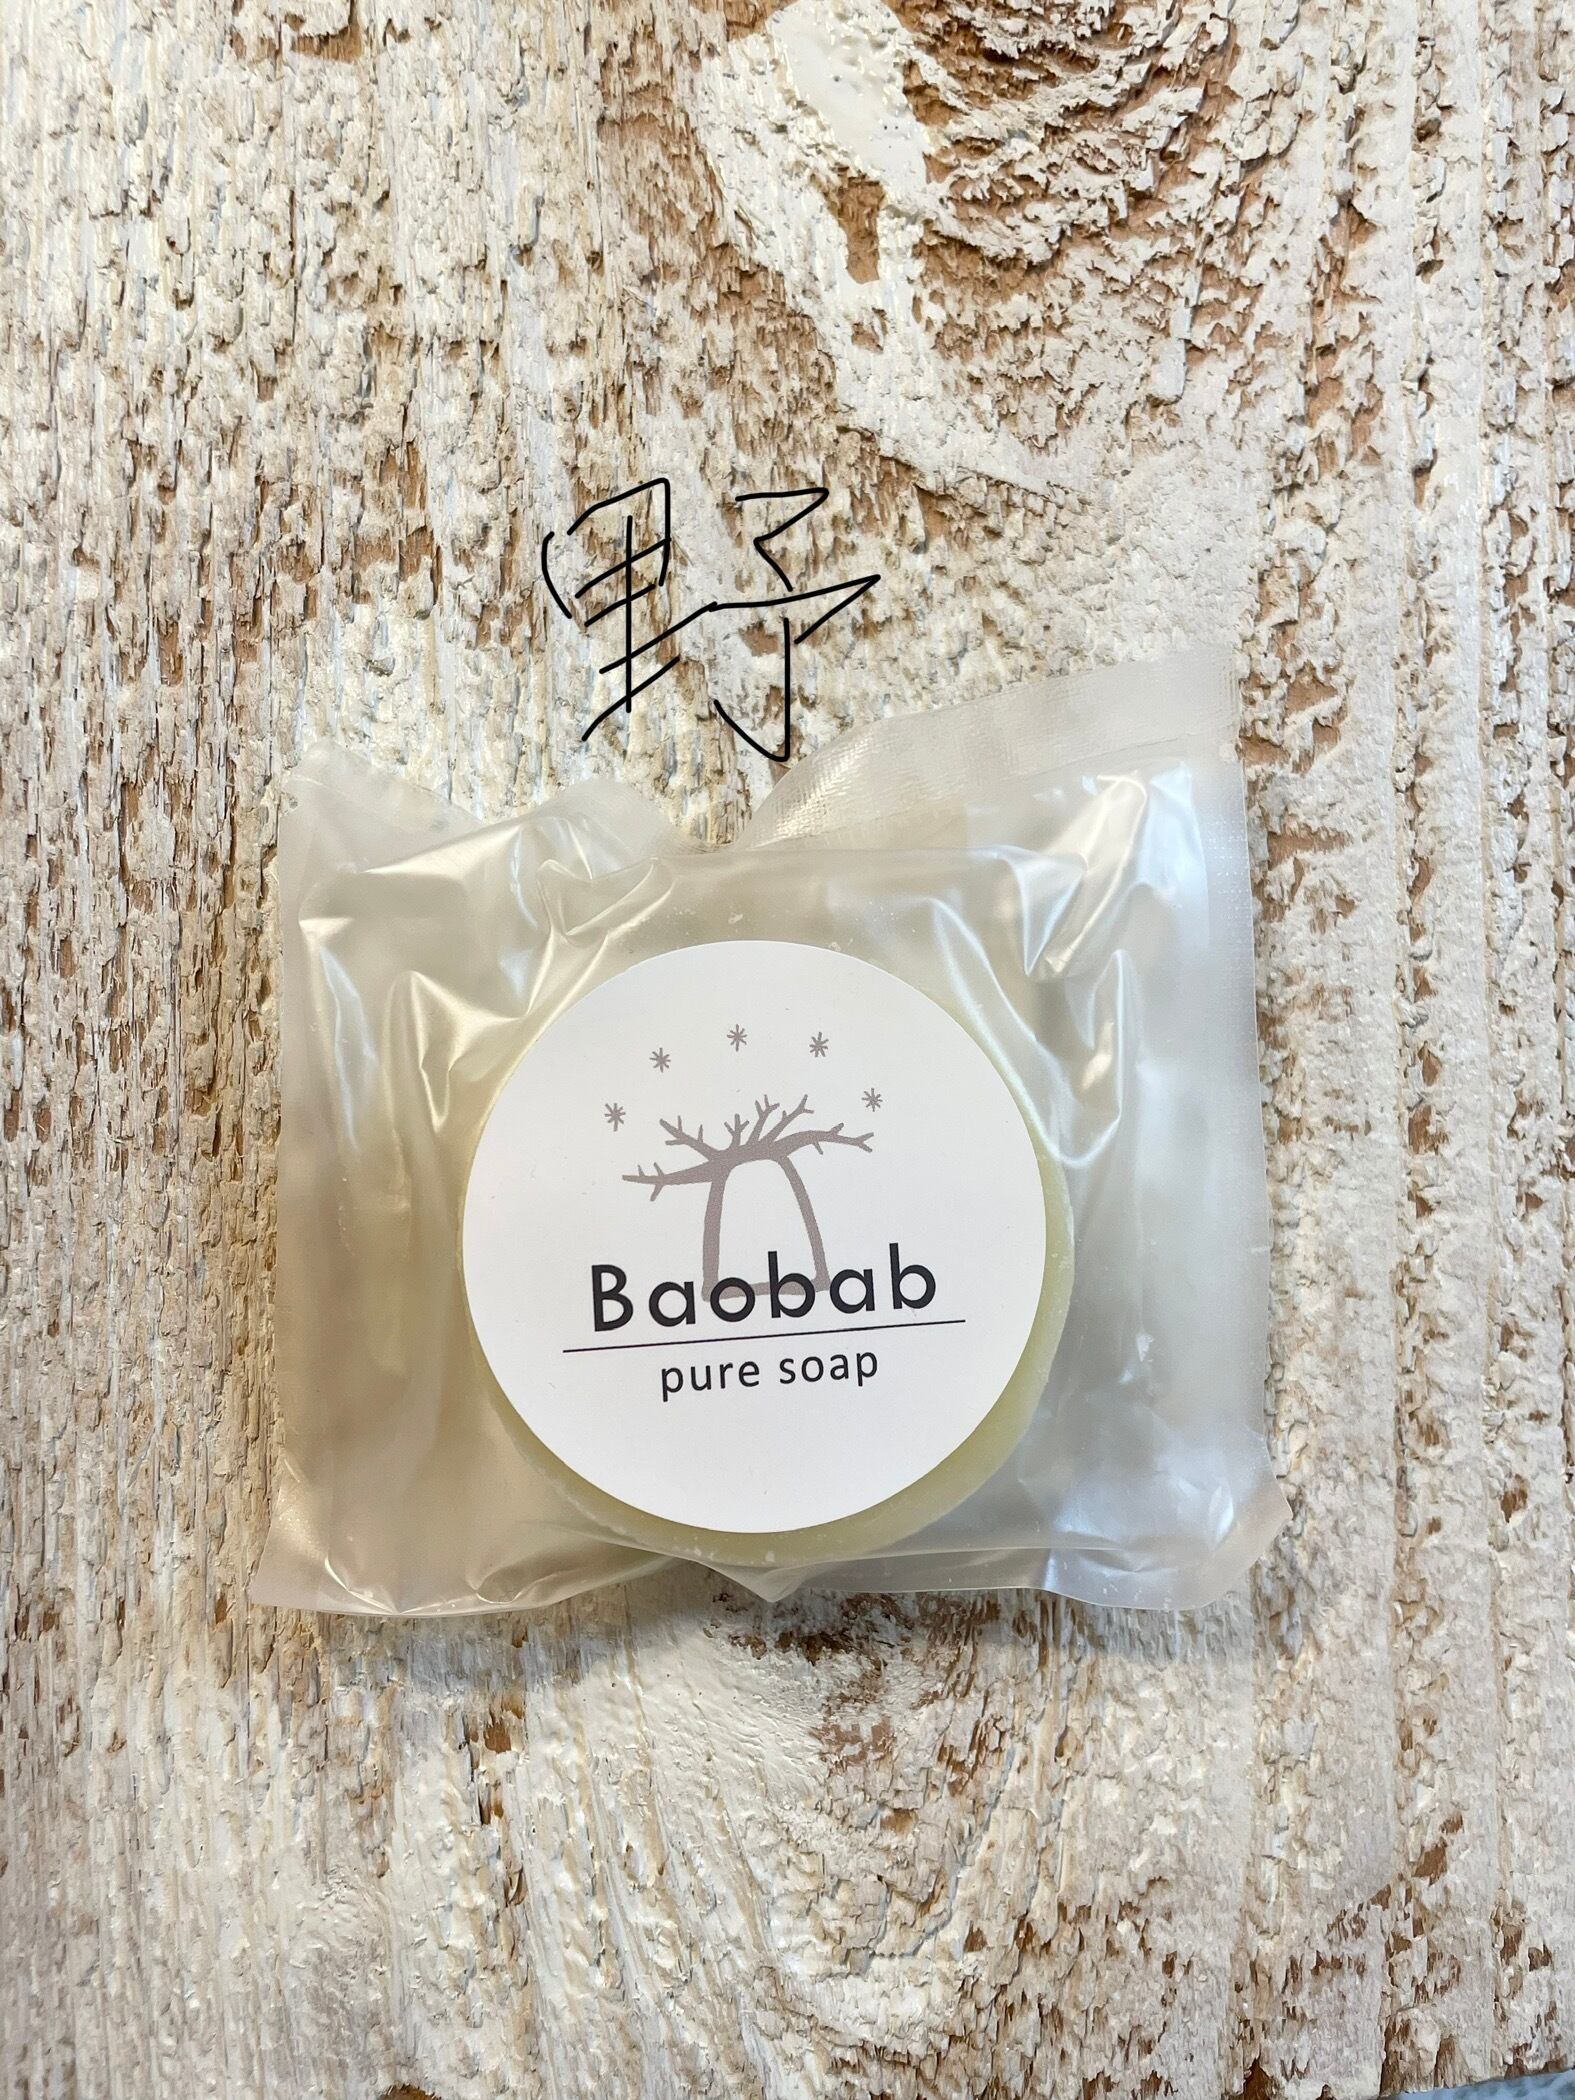 野
Baobab
pure soap